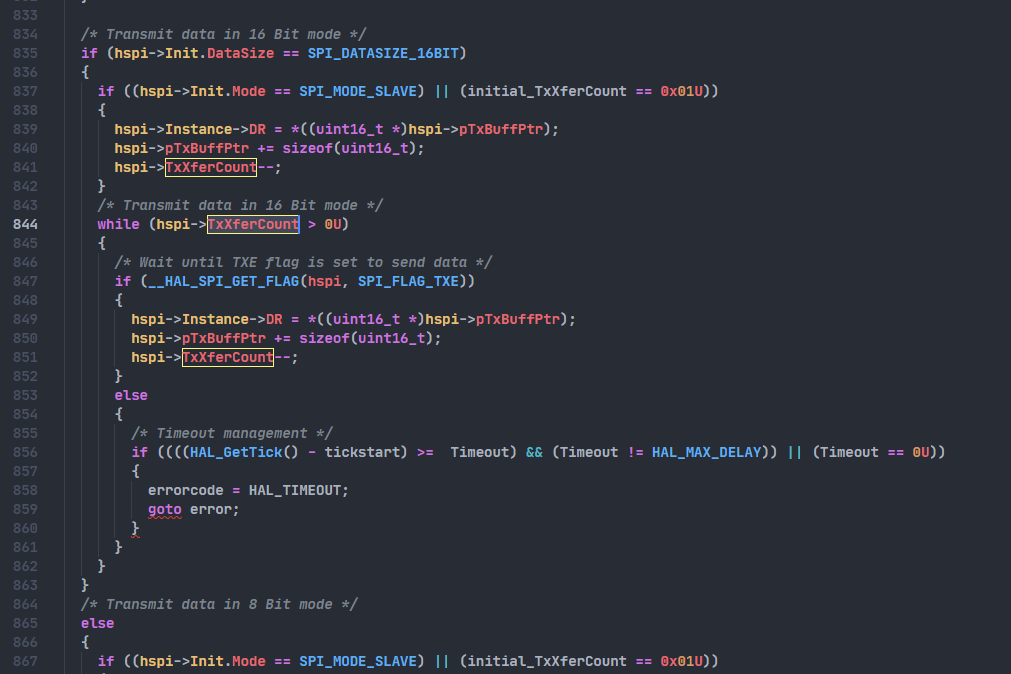 833
834 /* Transmit data in 16 Bit mode */
835 if (hspi->Init.DataSize == SPI_DATASIZE_16BIT)
836 {
837 if ((hspi->Init.Mode == SPI_MODE_SLAVE) || (initial_TxXferCount == 0x01U))
838 {
839 hspi->Instance->DR = *((uint16_t *)hspi->pTxBuffPtr);
840 hspi->pTxBuffPtr += sizeof(uint16_t);
841 hspi->TxXferCount--;
842 }
843 /* Transmit data in 16 Bit mode */
844 while (hspi->TxXferCount > 0U)
845 {
846 /* Wait until TXE flag is set to send data */
847 if (__HAL_SPI_GET_FLAG(hspi, SPI_FLAG_TXE))
848 {
849 hspi->Instance->DR = *((uint16_t *)hspi->pTxBuffPtr);
850 hspi->pTxBuffPtr += sizeof(uint16_t);
851 hspi->TxXferCount--;
852 }
853 else
854 {
855 /* Timeout management */
856 if ((((HAL_GetTick() - tickstart) >=  Timeout) && (Timeout != HAL_MAX_DELAY)) || (Timeout == 0U))
857 {
858 errorcode = HAL_TIMEOUT;
859 goto error;
860 }
861 }
862 }
863 }
864 /* Transmit data in 8 Bit mode */
865 else
866 {
867 if ((hspi->Init.Mode == SPI_MODE_SLAVE) || (initial_TxXferCount == 0x01U))